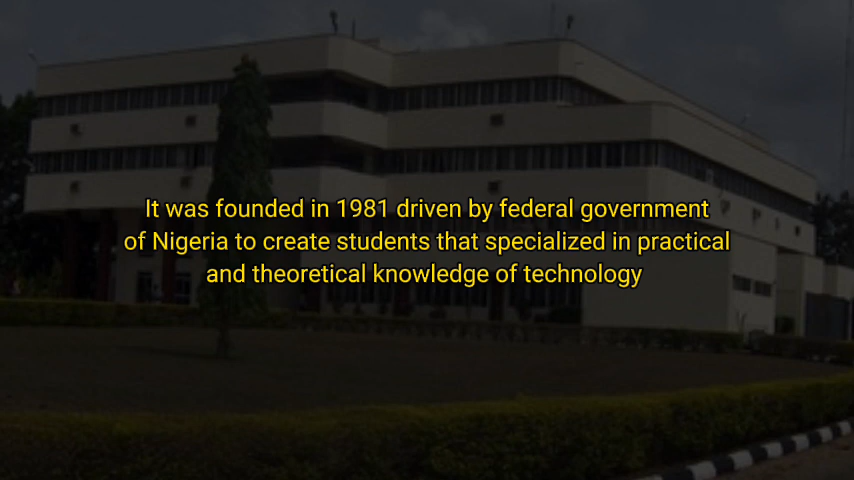 It was founded in 1981 driven by federal government
of Nigeria to create students that specialized in practical
and theoretical knowledge of technology